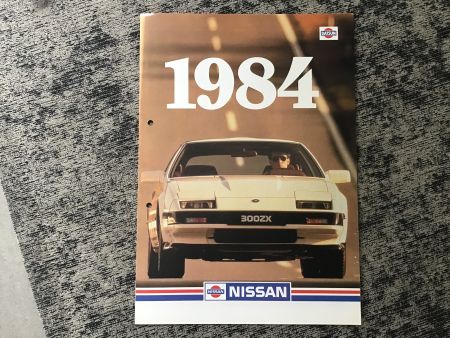 DATSUN
1984
300ZX
NISSAN
NISSAN